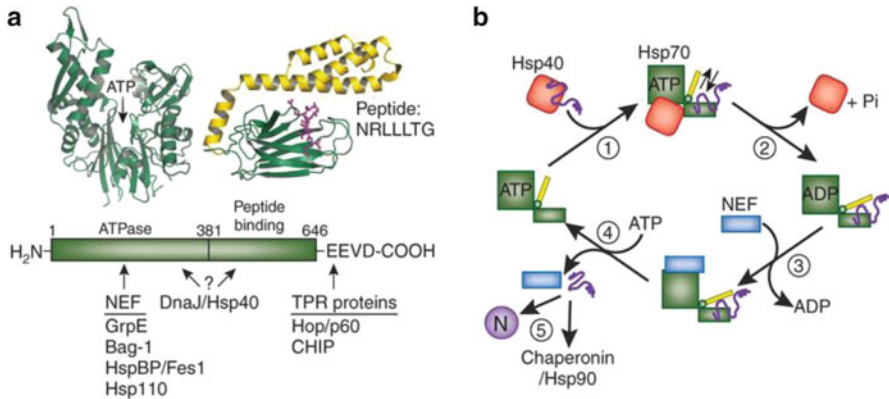 a
ATP
Peptide:
NRLLLTG
1 ATPase 381 Peptide binding 646
H2N
EEVD-COOH
?
NEF
GrpE
Bag-1
HspBP/Fes1
Hsp110
DnaJ/Hsp40
TPR proteins
Hop/p60
CHIP
b
Hsp40
Hsp70
ATP
+ Pi
1
2
ATP
ADP
NEF
ATP
4
3
ADP
N
5
Chaperonin
/Hsp90